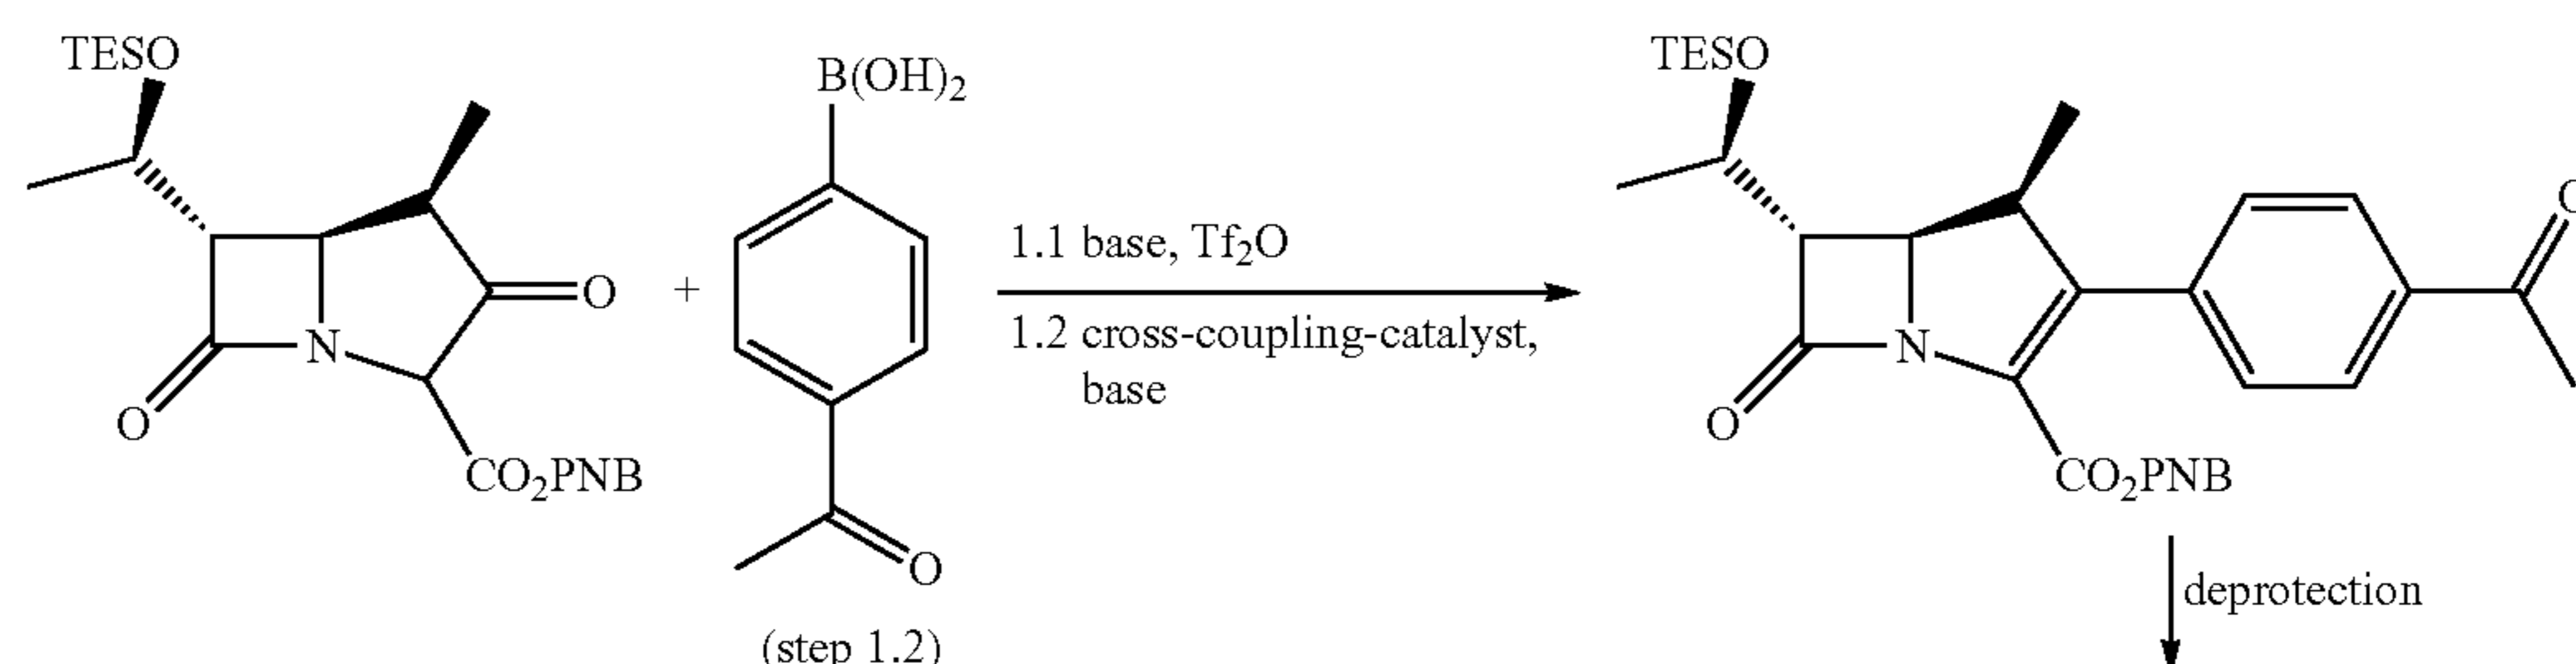 TESO
B(OH)₂
TESO
O
1.1 base, Tf₂O
+
O
1.2 cross-coupling-catalyst,
base
N
N
O
O
CO₂PNB
CO₂PNB
O
deprotection
(step 1.2)